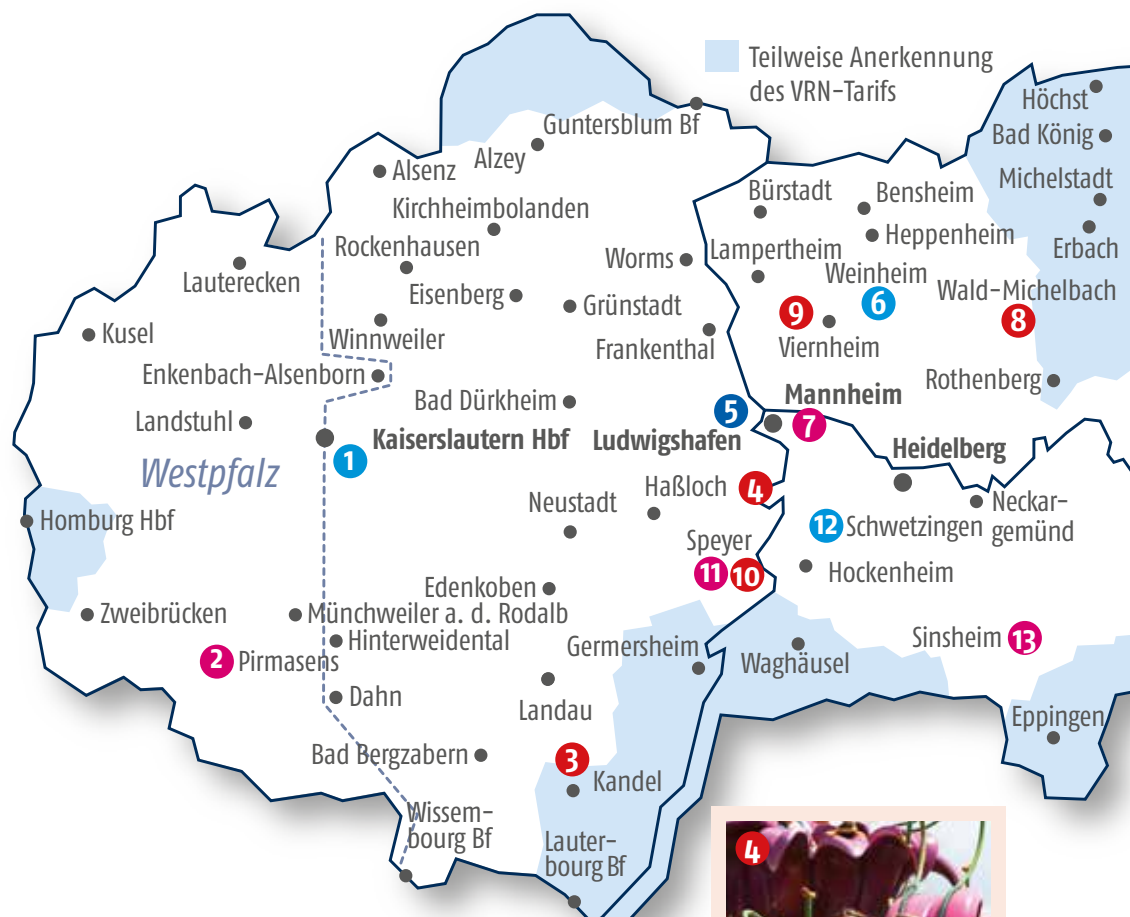 Teilweise Anerkennung
des VRN-Tarifs
Höchst
Bad König
Michelstadt
Erbach
Guntersblum Bf
Alzey
Alsenz
Kirchheimbolanden
Rockenhausen
Lauterecken
Eisenberg
Worms
Grünstadt
Kusel
Winnweiler
Frankenthal
Enkenbach-Alsenborn
Bürstadt
Bensheim
Heppenheim
Lampertheim
Weinheim
6
Wald-Michelbach
8
9
Viernheim
Rothenberg
Landstuhl
Bad Dürkheim
5
Mannheim
7
Kaiserslautern Hbf
1
Ludwigshafen
Heidelberg
Westpfalz
Neustadt
Haßloch
4
Neckar-
gemünd
Homburg Hbf
12 Schwetzingen
Speyer
11 10
Hockenheim
Edenkoben
Zweibrücken
Münchweiler a. d. Rodalb
Hinterweidental
2 Pirmasens
Germersheim
Waghäusel
Sinsheim 13
Dahn
Landau
Eppingen
Bad Bergzabern
3
Kandel
Wissem-
bourg Bf
Lauter-
bourg Bf
4